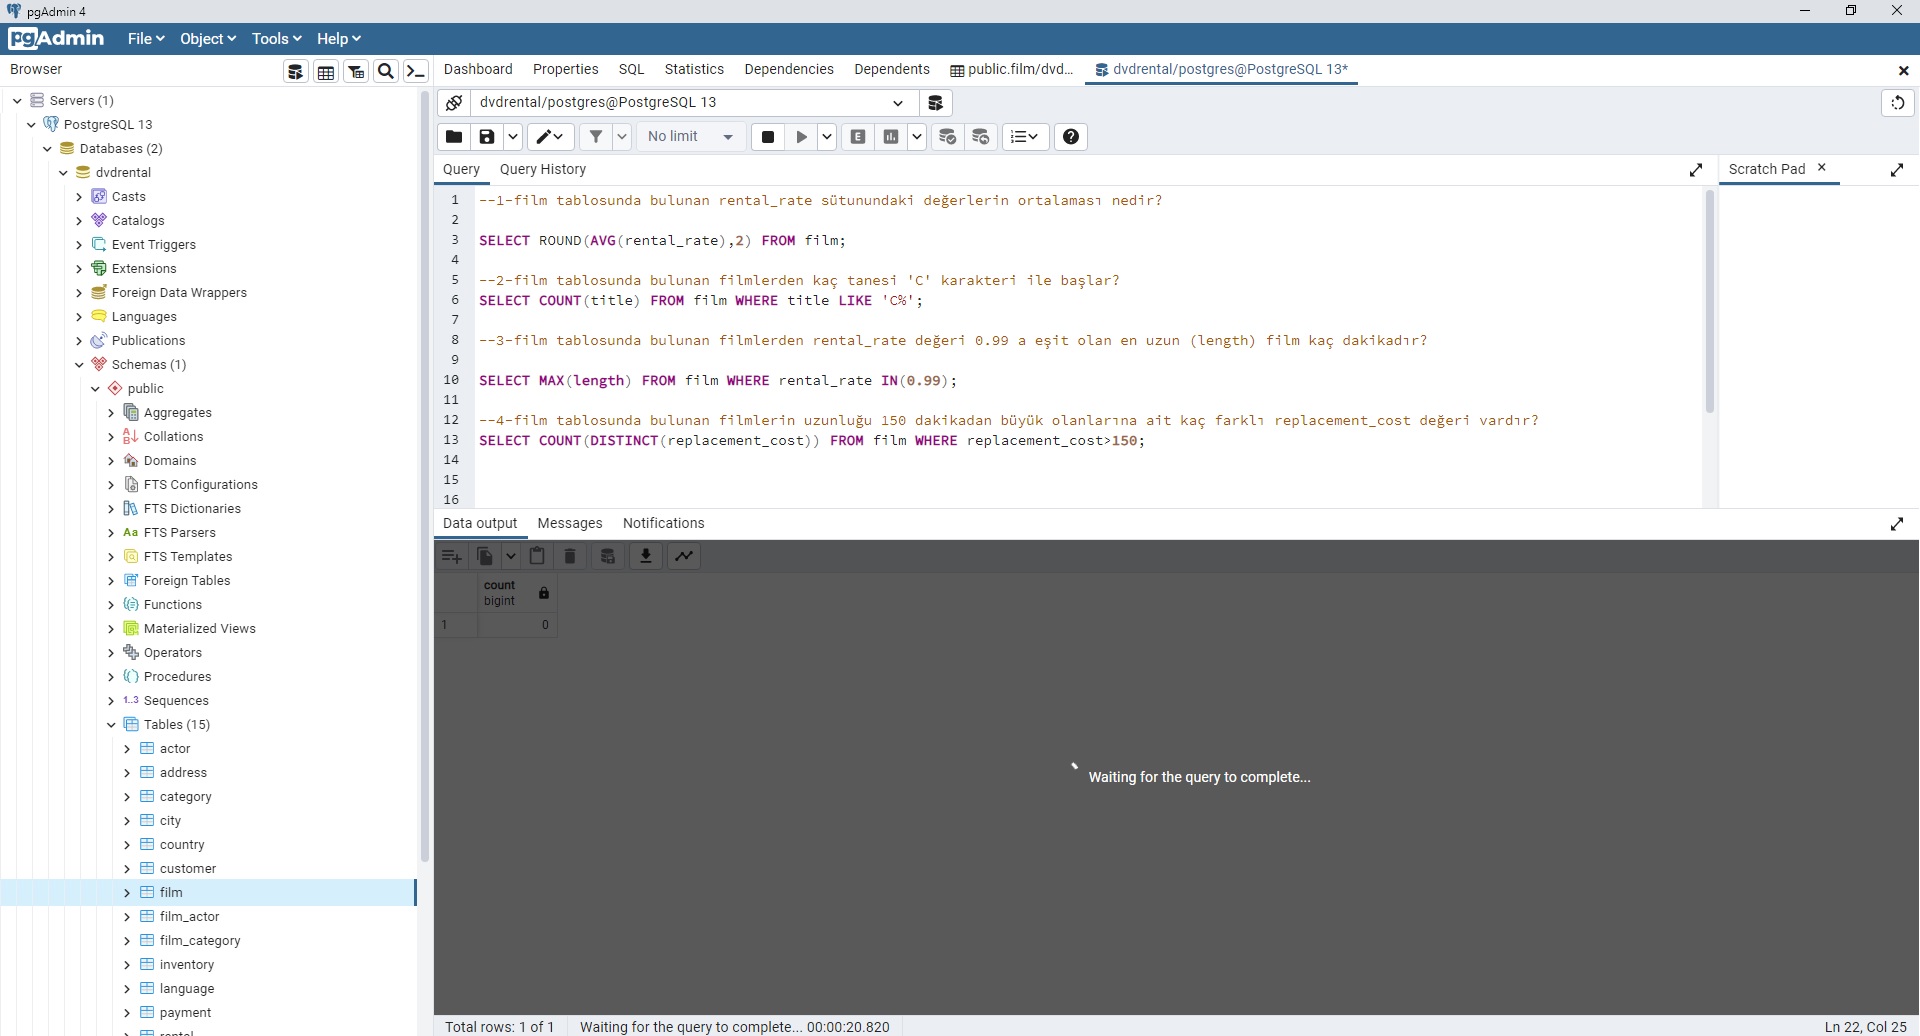 pgAdmin 4
pgAdmin File Object Tools Help
Browser
Dashboard Properties SQL Statistics Dependencies Dependents public.film/dvd... dvdrental/postgres@PostgreSQL 13*
Servers (1)
PostgreSQL 13
Databases (2)
dvdrental
Casts
Catalogs
Event Triggers
Extensions
Foreign Data Wrappers
Languages
Publications
Schemas (1)
public
Aggregates
Collations
Domains
FTS Configurations
FTS Dictionaries
Aa FTS Parsers
FTS Templates
Foreign Tables
Functions
Materialized Views
Operators
Procedures
1..3 Sequences
Tables (15)
actor
address
category
city
country
customer
film
film_actor
film_category
inventory
language
payment
rental
dvdrental/postgres@PostgreSQL 13
No limit
E
Query Query History
Scratch Pad
1 --1-film tablosunda bulunan rental_rate sütunundaki değerlerin ortalaması nedir?
2
3 SELECT ROUND(AVG(rental_rate),2) FROM film;
4
5 --2-film tablosunda bulunan filmlerden kaç tanesi 'C' karakteri ile başlar?
6 SELECT COUNT(title) FROM film WHERE title LIKE 'C%';
7
8 --3-film tablosunda bulunan filmlerden rental_rate değeri 0.99 a eşit olan en uzun (length) film kaç dakikadır?
9
10 SELECT MAX(length) FROM film WHERE rental_rate IN(0.99);
11
12 --4-film tablosunda bulunan filmlerin uzunluğu 150 dakikadan büyük olanlarına ait kaç farklı replacement_cost değeri vardır?
13 SELECT COUNT(DISTINCT(replacement_cost)) FROM film WHERE replacement_cost>150;
14
15
16
Data output Messages Notifications
count
bigint
1 0
Waiting for the query to complete...
Total rows: 1 of 1 Waiting for the query to complete... 00:00:20.820 Ln 22, Col 25